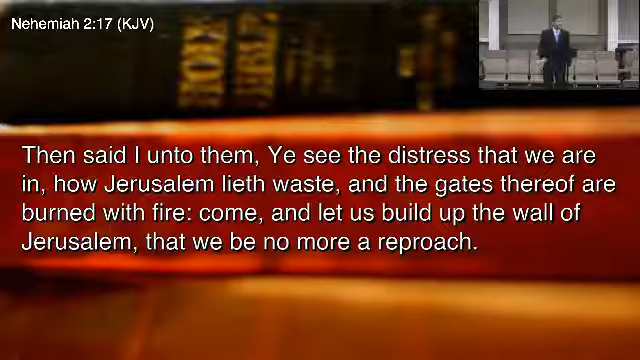 Nehemiah 2:17 (KJV)
HOLY
BIBLE
Then said I unto them, Ye see the distress that we are
in, how Jerusalem lieth waste, and the gates thereof are
burned with fire: come, and let us build up the wall of
Jerusalem, that we be no more a reproach.